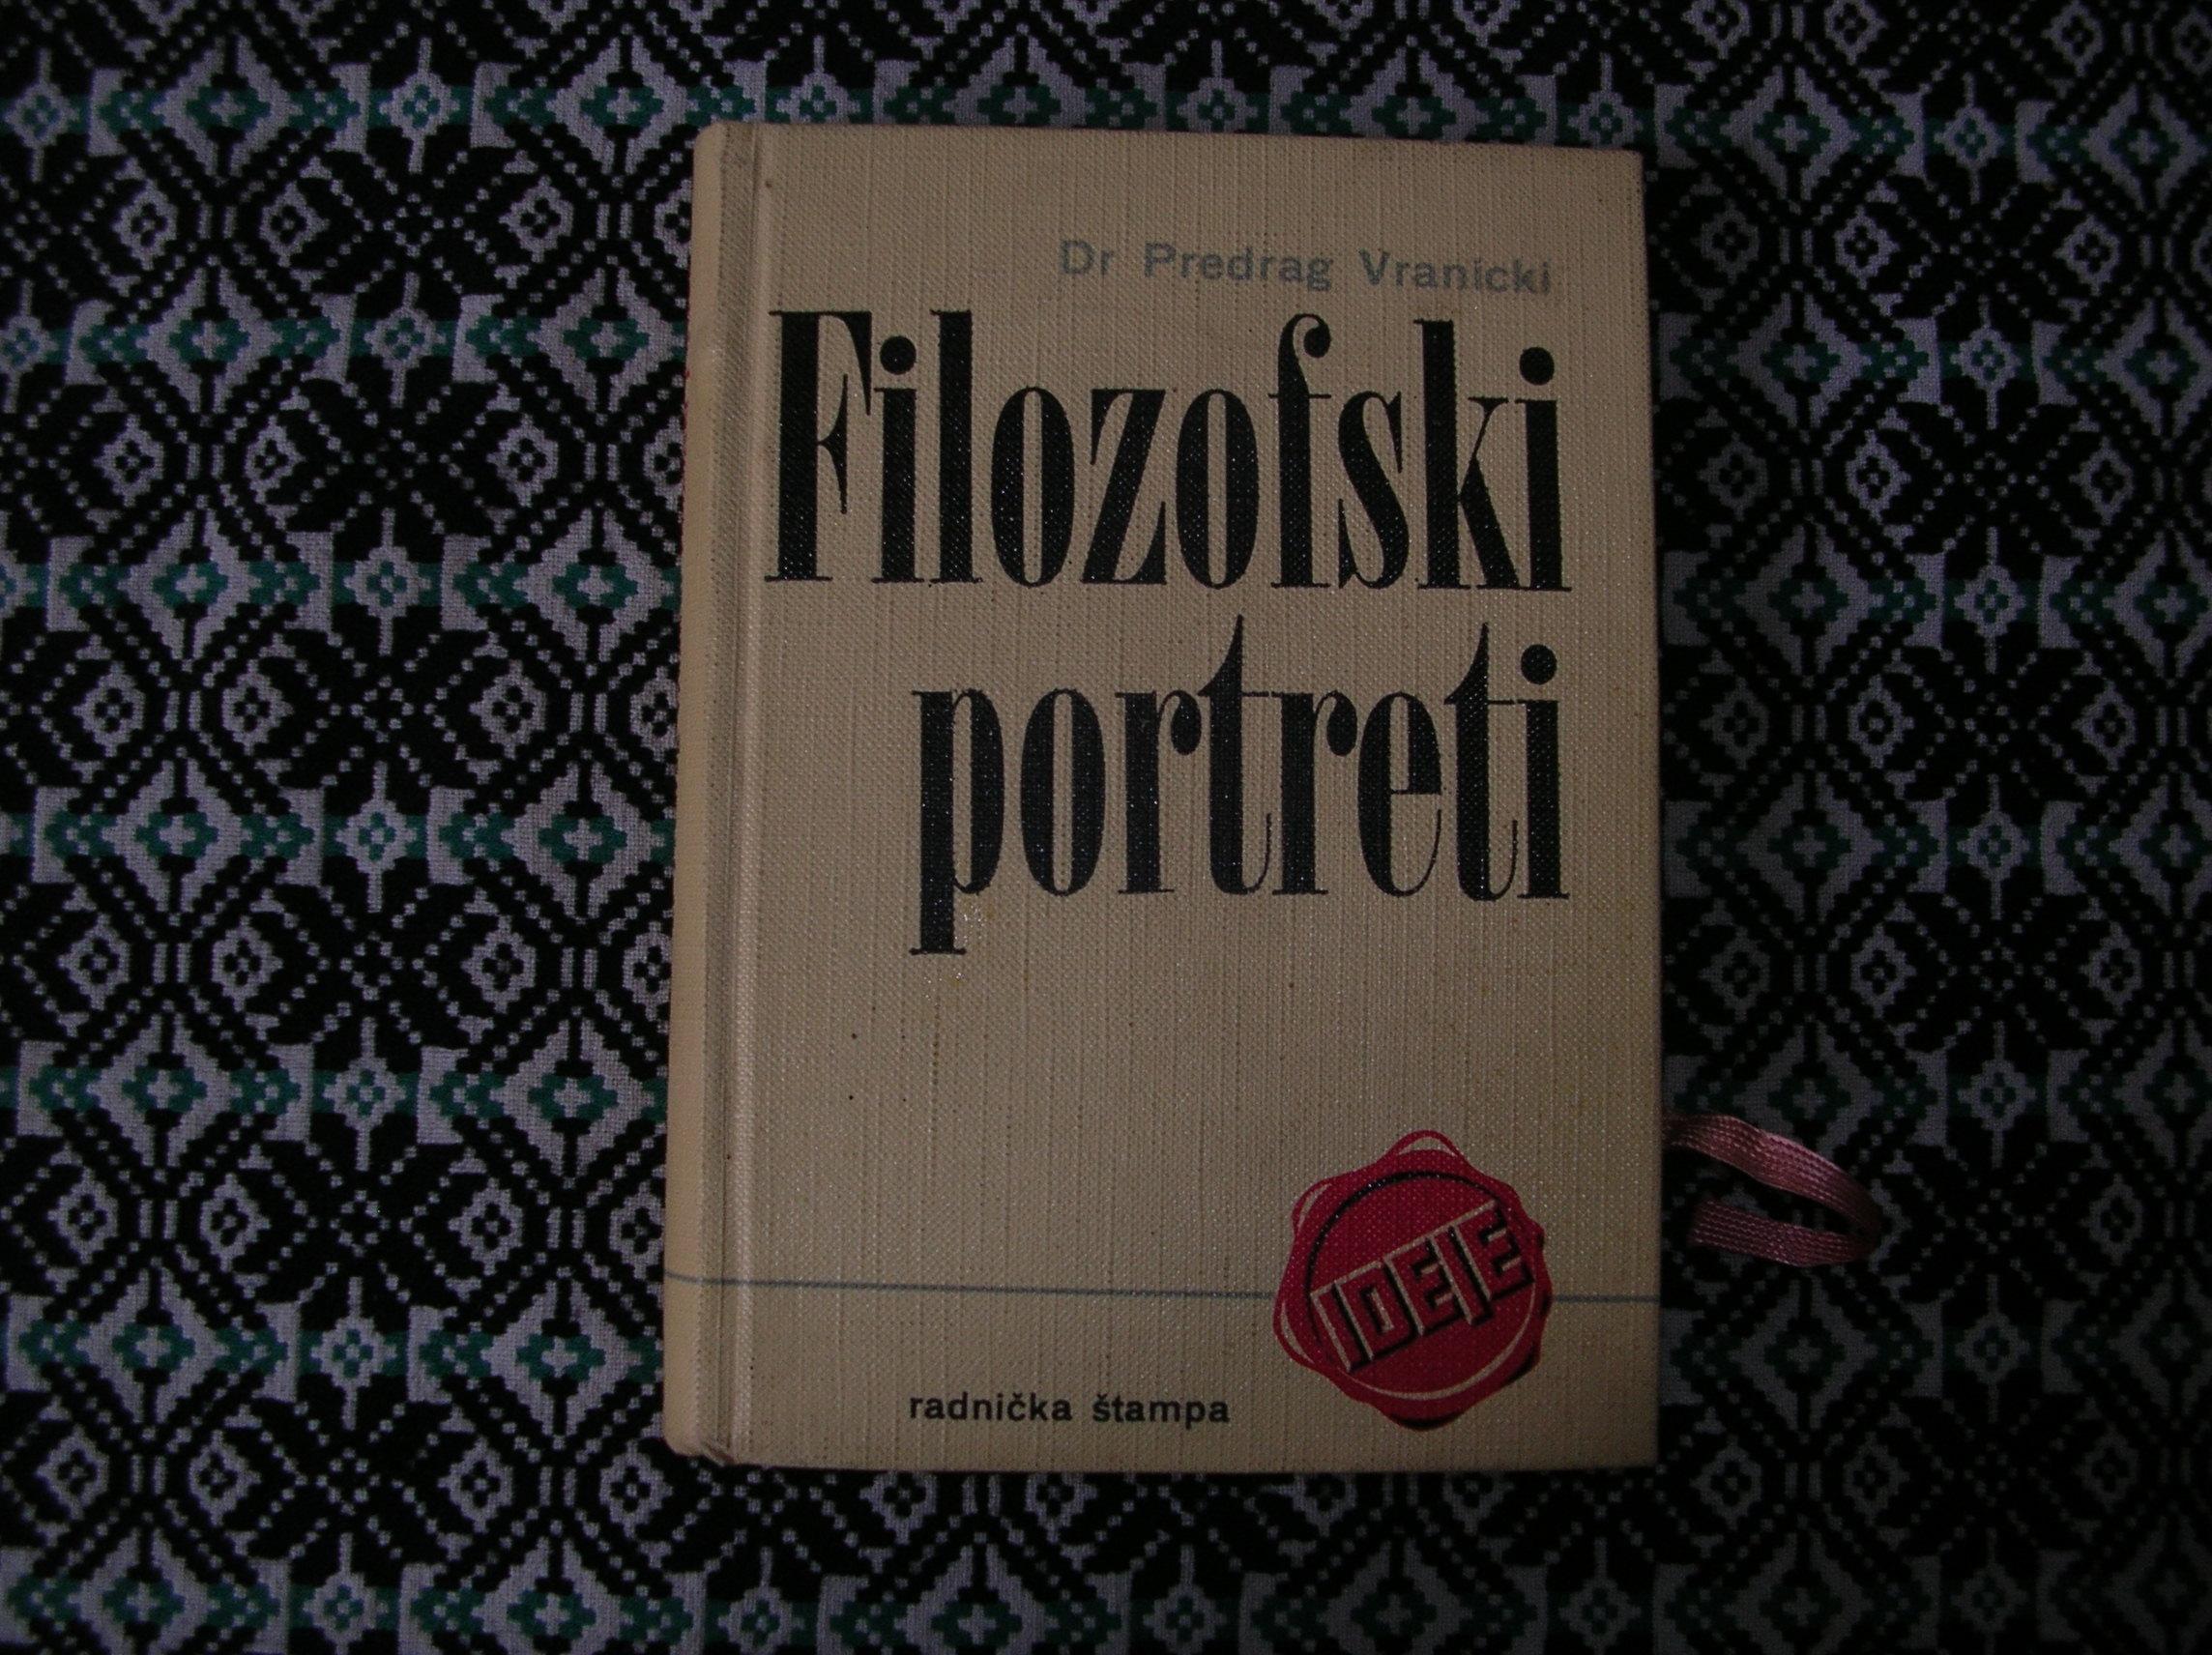 Dr Predrag Vranicki
Filozofski
portreti
IDEJE
radnička štampa